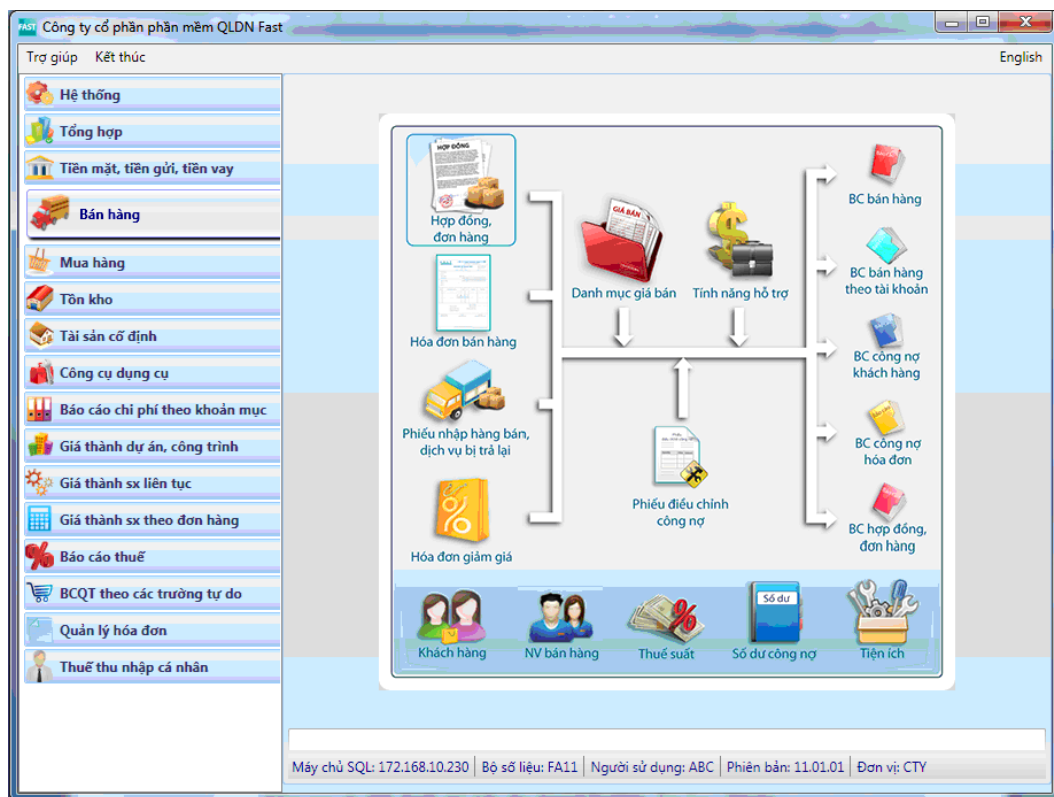 FAST Công ty cổ phần phần mềm QLDN Fast
Trợ giúp Kết thúc English
Hệ thống
Tổng hợp
Tiền mặt, tiền gửi, tiền vay
Bán hàng
Mua hàng
Tồn kho
Tài sản cố định
Công cụ dụng cụ
Báo cáo chi phí theo khoản mục
Giá thành dự án, công trình
Giá thành sx liên tục
Giá thành sx theo đơn hàng
Báo cáo thuế
BCQT theo các trường tự do
Quản lý hóa đơn
Thuế thu nhập cá nhân
HỢP ĐỒNG
Hợp đồng,
đơn hàng
Hóa đơn bán hàng
Phiếu nhập hàng bán,
dịch vụ bị trả lại
Hóa đơn giảm giá
GIÁ BÁN
Danh mục giá bán
Tính năng hỗ trợ
Phiếu điều chỉnh
công nợ
BC bán hàng
BC bán hàng
theo tài khoản
BC công nợ
khách hàng
BC công nợ
hóa đơn
BC hợp đồng,
đơn hàng
Khách hàng
NV bán hàng
Thuế suất
Số dư
Số dư công nợ
Tiện ích
Máy chủ SQL: 172.168.10.230 Bộ số liệu: FA11 Người sử dụng: ABC Phiên bản: 11.01.01 Đơn vị: CTY